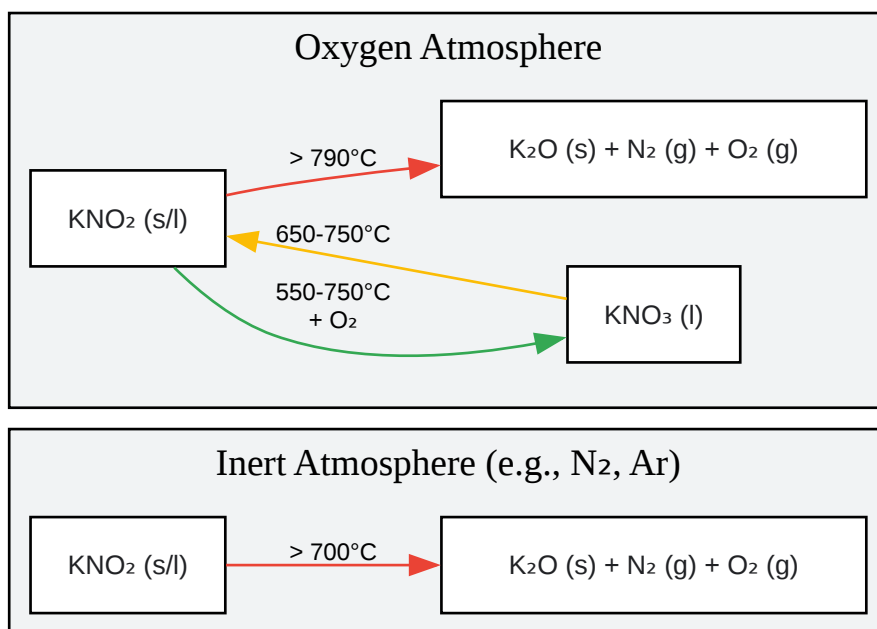 Oxygen Atmosphere
> 790°C
K₂O (s) + N₂ (g) + O₂ (g)
KNO₂ (s/l)
650-750°C
550-750°C
+ O₂
KNO₃ (l)
Inert Atmosphere (e.g., N₂, Ar)
KNO₂ (s/l)
> 700°C
K₂O (s) + N₂ (g) + O₂ (g)